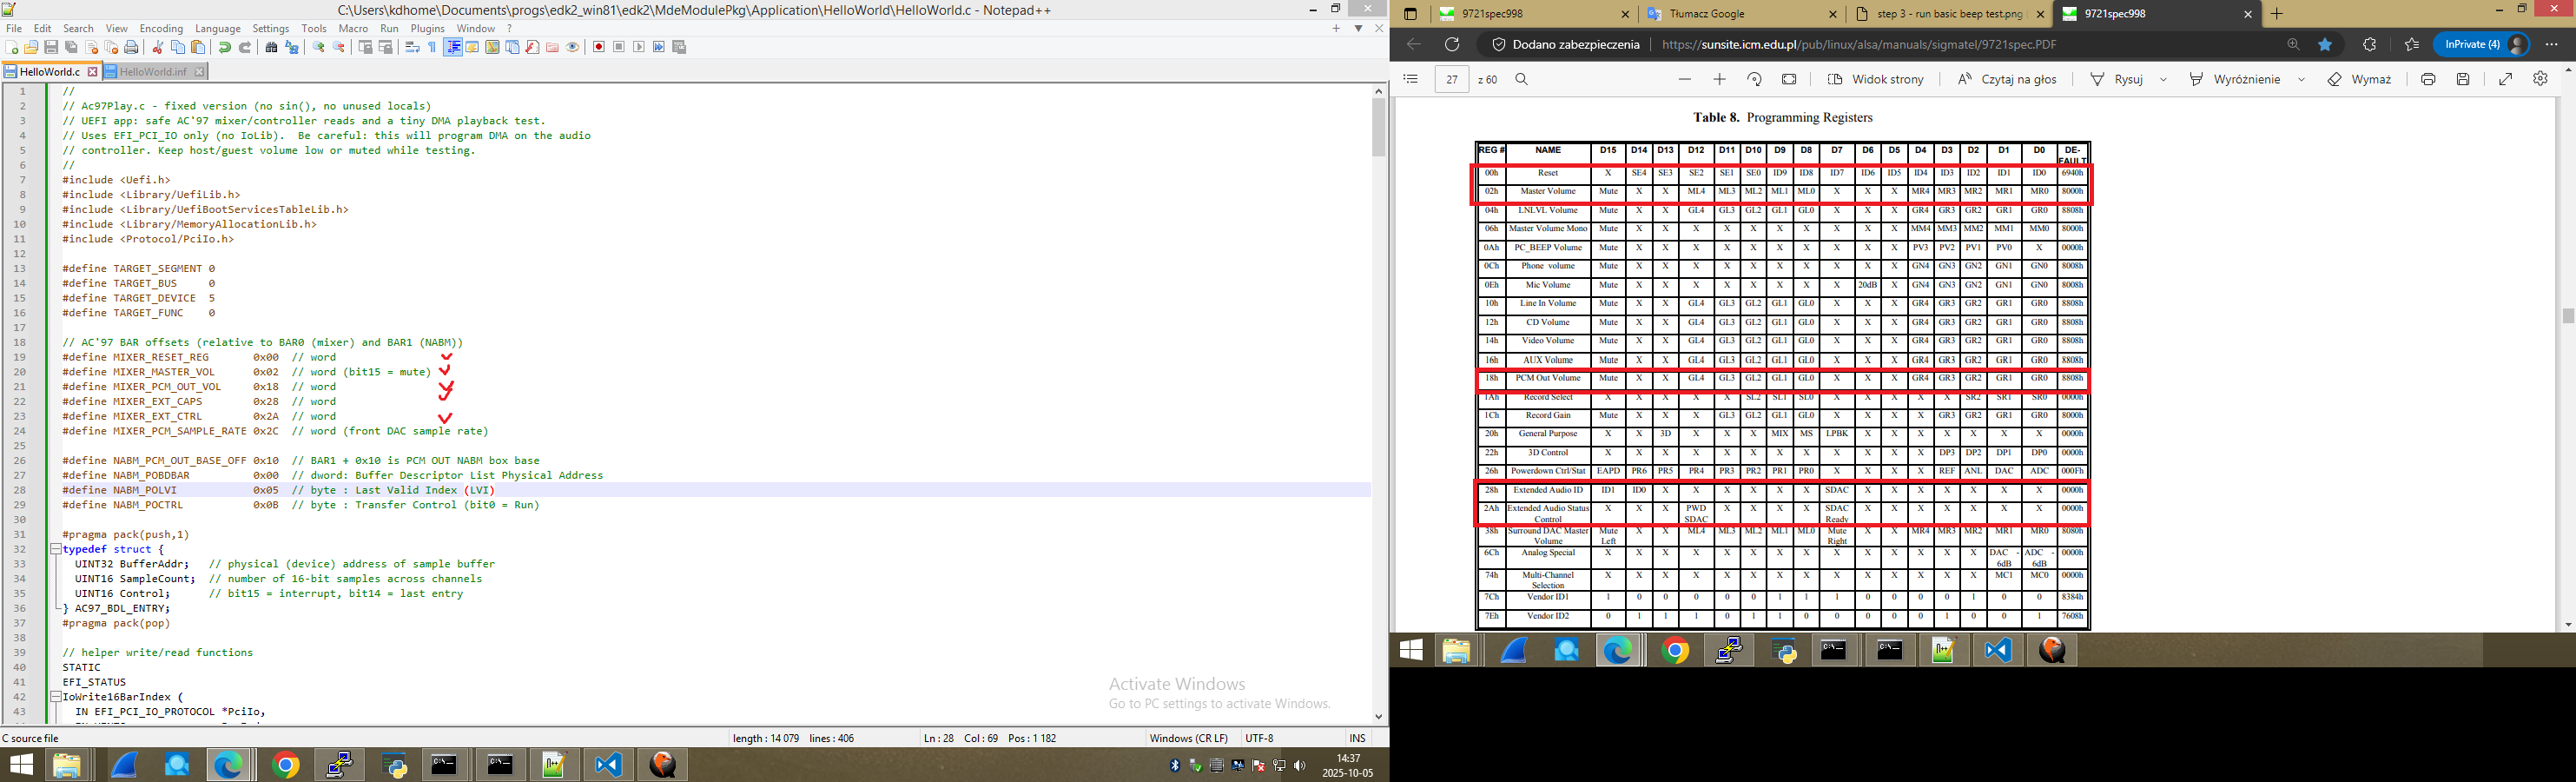 C:\Users\kdhome\Documents\progs\edk2_win81\edk2\MdeModulePkg\Application\HelloWorld\HelloWorld.c - Notepad++
File Edit Search View Encoding Language Settings Tools Macro Run Plugins Window ?
HelloWorld.c HelloWorld.inf
1 //
2 // Ac97Play.c - fixed version (no sin(), no unused locals)
3 // UEFI app: safe AC'97 mixer/controller reads and a tiny DMA playback test.
4 // Uses EFI_PCI_IO only (no IoLib).  Be careful: this will program DMA on the audio
5 // controller. Keep host/guest volume low or muted while testing.
6 //
7 #include <Uefi.h>
8 #include <Library/UefiLib.h>
9 #include <Library/UefiBootServicesTableLib.h>
10 #include <Library/MemoryAllocationLib.h>
11 #include <Protocol/PciIo.h>
12
13 #define TARGET_SEGMENT 0
14 #define TARGET_BUS     0
15 #define TARGET_DEVICE  5
16 #define TARGET_FUNC    0
17
18 // AC'97 BAR offsets (relative to BAR0 (mixer) and BAR1 (NABM))
19 #define MIXER_RESET_REG       0x00  // word
20 #define MIXER_MASTER_VOL      0x02  // word (bit15 = mute)
21 #define MIXER_PCM_OUT_VOL     0x18  // word
22 #define MIXER_EXT_CAPS        0x28  // word
23 #define MIXER_EXT_CTRL        0x2A  // word
24 #define MIXER_PCM_SAMPLE_RATE 0x2C  // word (front DAC sample rate)
25
26 #define NABM_PCM_OUT_BASE_OFF 0x10  // BAR1 + 0x10 is PCM OUT NABM box base
27 #define NABM_POBDBAR          0x00  // dword: Buffer Descriptor List Physical Address
28 #define NABM_POLVI            0x05  // byte : Last Valid Index (LVI)
29 #define NABM_POCTRL           0x0B  // byte : Transfer Control (bit0 = Run)
30
31 #pragma pack(push,1)
32 typedef struct {
33   UINT32 BufferAddr;   // physical (device) address of sample buffer
34   UINT16 SampleCount;  // number of 16-bit samples across channels
35   UINT16 Control;      // bit15 = interrupt, bit14 = last entry
36 } AC97_BDL_ENTRY;
37 #pragma pack(pop)
38
39 // helper write/read functions
40 STATIC
41 EFI_STATUS
42 IoWrite16BarIndex (
43   IN EFI_PCI_IO_PROTOCOL *PciIo,
Activate Windows
Go to PC settings to activate Windows.
C source file length : 14 079 lines : 406 Ln : 28 Col : 69 Pos : 1 182 Windows (CR LF) UTF-8 INS
14:37
2025-10-05
9721spec998 Tłumacz Google step 3 - run basic beep test.png 9721spec998
Dodano zabezpieczenia https://sunsite.icm.edu.pl/pub/linux/alsa/manuals/sigmatel/9721spec.PDF InPrivate (4)
27 z 60 Widok strony Czytaj na głos Rysuj Wyróżnienie Wymaż
Table 8. Programming Registers
REG # NAME D15 D14 D13 D12 D11 D10 D9 D8 D7 D6 D5 D4 D3 D2 D1 D0 DE-FAULT
00h Reset X SE4 SE3 SE2 SE1 SE0 ID9 ID8 ID7 ID6 ID5 ID4 ID3 ID2 ID1 ID0 6940h
02h Master Volume Mute X X ML4 ML3 ML2 ML1 ML0 X X X MR4 MR3 MR2 MR1 MR0 8000h
04h LNLVL Volume Mute X X GL4 GL3 GL2 GL1 GL0 X X X GR4 GR3 GR2 GR1 GR0 8808h
06h Master Volume Mono Mute X X X X X X X X X X MM4 MM3 MM2 MM1 MM0 8000h
0Ah PC_BEEP Volume Mute X X X X X X X X X X PV3 PV2 PV1 PV0 X 0000h
0Ch Phone volume Mute X X X X X X X X X X GN4 GN3 GN2 GN1 GN0 8008h
0Eh Mic Volume Mute X X X X X X X X 20dB X GN4 GN3 GN2 GN1 GN0 8008h
10h Line In Volume Mute X X GL4 GL3 GL2 GL1 GL0 X X X GR4 GR3 GR2 GR1 GR0 8808h
12h CD Volume Mute X X GL4 GL3 GL2 GL1 GL0 X X X GR4 GR3 GR2 GR1 GR0 8808h
14h Video Volume Mute X X GL4 GL3 GL2 GL1 GL0 X X X GR4 GR3 GR2 GR1 GR0 8808h
16h AUX Volume Mute X X GL4 GL3 GL2 GL1 GL0 X X X GR4 GR3 GR2 GR1 GR0 8808h
18h PCM Out Volume Mute X X GL4 GL3 GL2 GL1 GL0 X X X GR4 GR3 GR2 GR1 GR0 8808h
1Ah Record Select X X X X X SL2 SL1 SL0 X X X X X SR2 SR1 SR0 0000h
1Ch Record Gain Mute X X X GL3 GL2 GL1 GL0 X X X X GR3 GR2 GR1 GR0 8000h
20h General Purpose X X 3D X X X MIX MS LPBK X X X X X X X 0000h
22h 3D Control X X X X X X X X X X X X DP3 DP2 DP1 DP0 0000h
26h Powerdown Ctrl/Stat EAPD PR6 PR5 PR4 PR3 PR2 PR1 PR0 X X X X REF ANL DAC ADC 000Fh
28h Extended Audio ID ID1 ID0 X X X X X X SDAC X X X X X X X 0000h
2Ah Extended Audio Status Control X X X PWD SDAC X X X X SDAC Ready X X X X X X X 0000h
38h Surround DAC Master Volume Mute Left X X ML4 ML3 ML2 ML1 ML0 Mute Right X X MR4 MR3 MR2 MR1 MR0 8080h
6Ch Analog Special X X X X X X X X X X X X X X DAC -6dB ADC -6dB 0000h
74h Multi-Channel Selection X X X X X X X X X X X X X X MC1 MC0 0000h
7Ch Vendor ID1 1 0 0 0 0 0 1 1 1 0 0 0 0 1 0 0 8384h
7Eh Vendor ID2 0 1 1 1 0 1 1 0 0 0 0 0 1 0 0 1 7608h